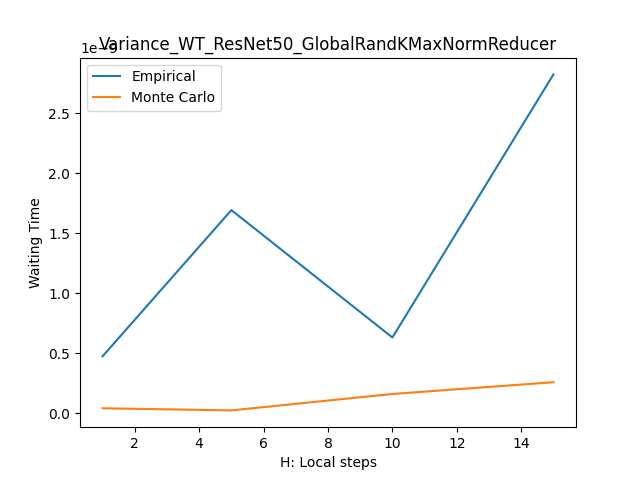 Variance_WT_ResNet50_GlobalRandKMaxNormReducer
Empirical
Monte Carlo
2.5
2.0
1.5
1.0
0.5
0.0
Waiting Time
2 4 6 8 10 12 14
H: Local steps